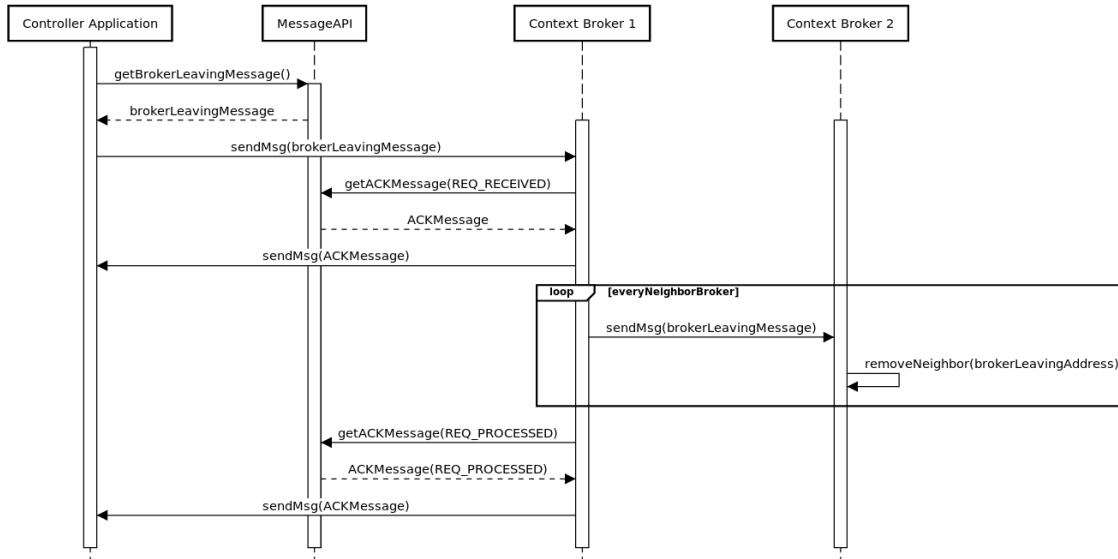 Controller Application
MessageAPI
Context Broker 1
Context Broker 2
getBrokerLeavingMessage()
brokerLeavingMessage
sendMsg(brokerLeavingMessage)
getACKMessage(REQ_RECEIVED)
ACKMessage
sendMsg(ACKMessage)
loop
[everyNeighborBroker]
sendMsg(brokerLeavingMessage)
removeNeighbor(brokerLeavingAddress)
getACKMessage(REQ_PROCESSED)
ACKMessage(REQ_PROCESSED)
sendMsg(ACKMessage)